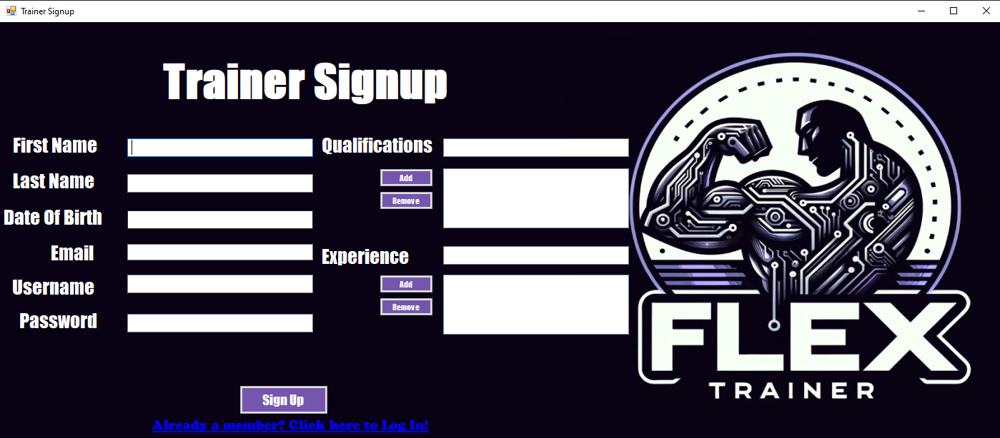 Trainer Signup
Trainer Signup
First Name
Last Name
Date Of Birth
Email
Username
Password
Qualifications
Add
Remove
Experience
Add
Remove
Sign Up
Already a member? Click here to Log In!
FLEX
TRAINER